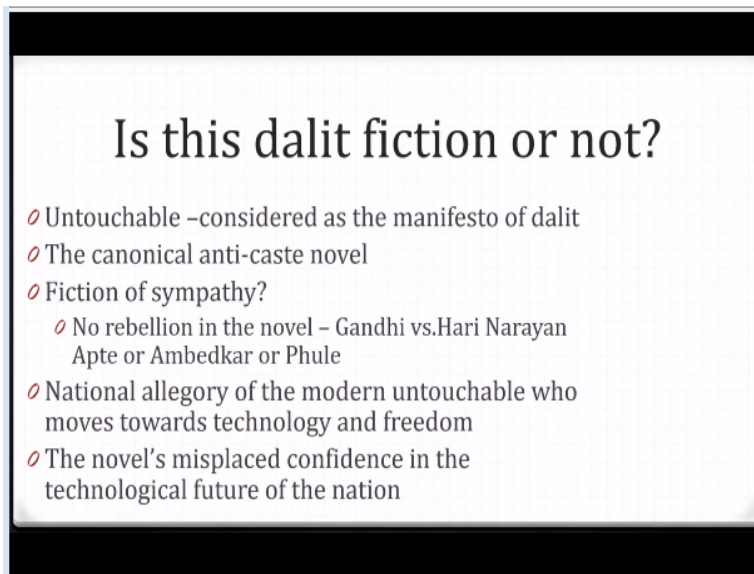 Is this dalit fiction or not?
Untouchable –considered as the manifesto of dalit
The canonical anti-caste novel
Fiction of sympathy?
No rebellion in the novel – Gandhi vs.Hari Narayan
Apte or Ambedkar or Phule
National allegory of the modern untouchable who
moves towards technology and freedom
The novel's misplaced confidence in the
technological future of the nation